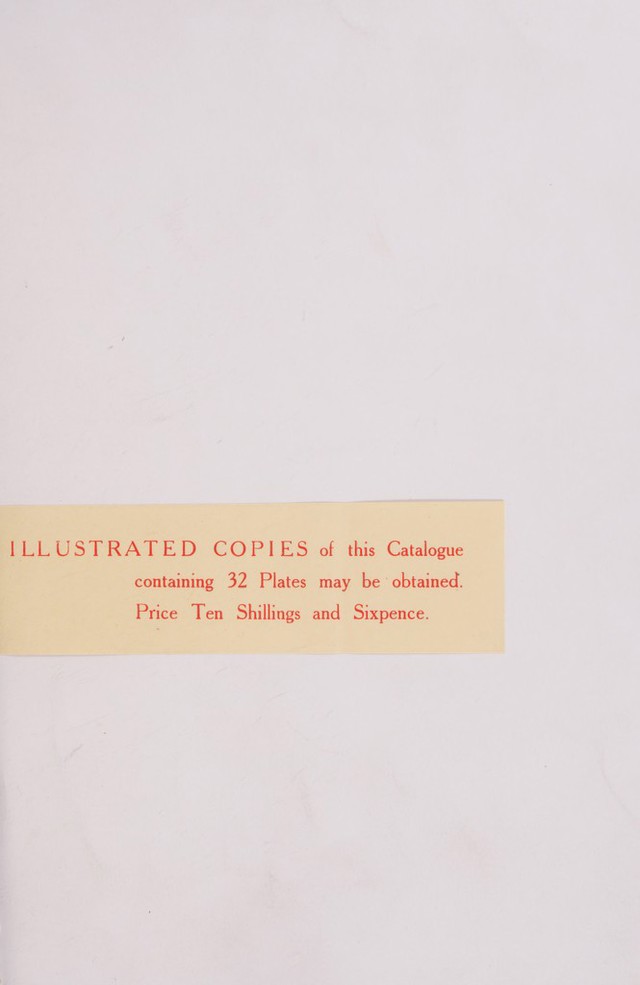 ILLUSTRATED COPIES of this Catalogue
containing 32 Plates may be obtained.
Price Ten Shillings and Sixpence.